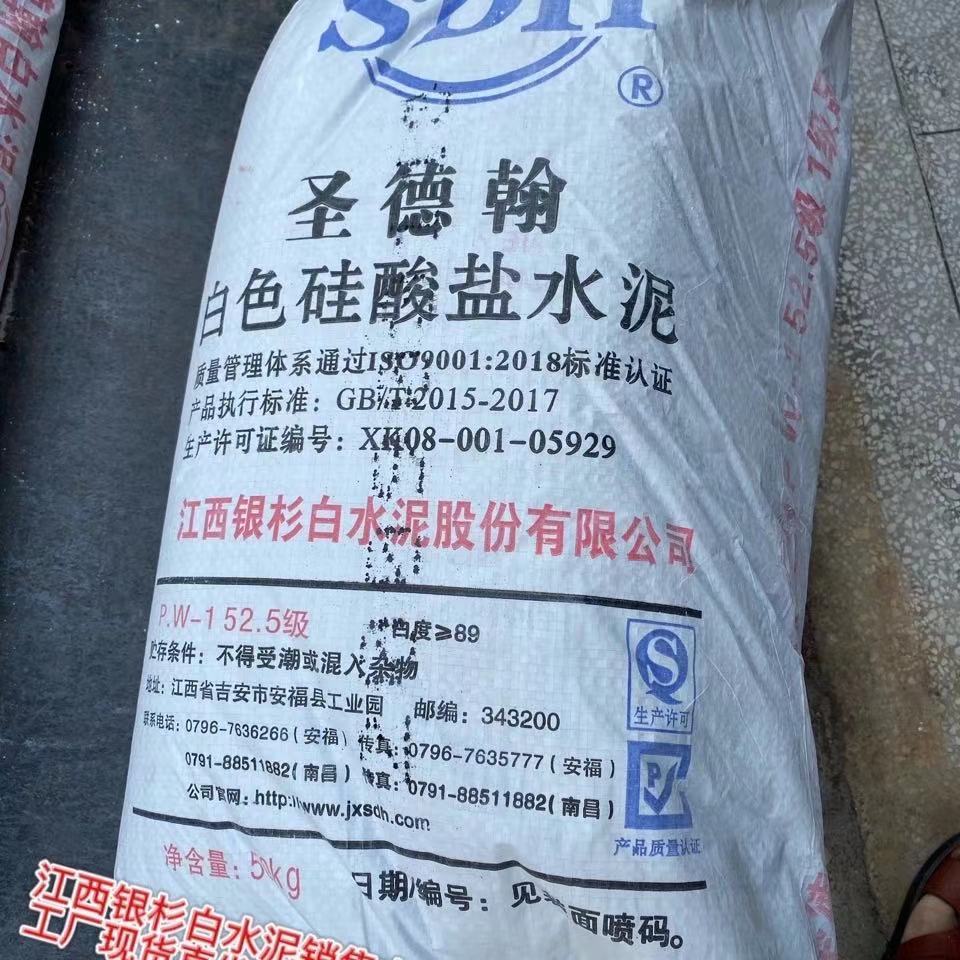 SDH
®
圣德翰
白色硅酸盐水泥
质量管理体系通过ISO9001:2018标准认证
产品执行标准：GB/T 2015-2017
生产许可证编号：XK08-001-05929
江西银杉白水泥股份有限公司
P.W-1 52.5级 白度≥89
贮存条件：不得受潮或混入杂物
地址：江西省吉安市安福县工业园 邮编：343200
联系电话：0796-7636266(安福) 传真：0796-7635777(安福)
0791-88511882(南昌) 传真：0791-88511882(南昌)
公司官网：http://www.jxsdh.com
生产许可
产品质量认证
净含量：50kg 日期/编号：见背面喷码。
52.5级 1级
江西银杉白水泥销售
工厂现货